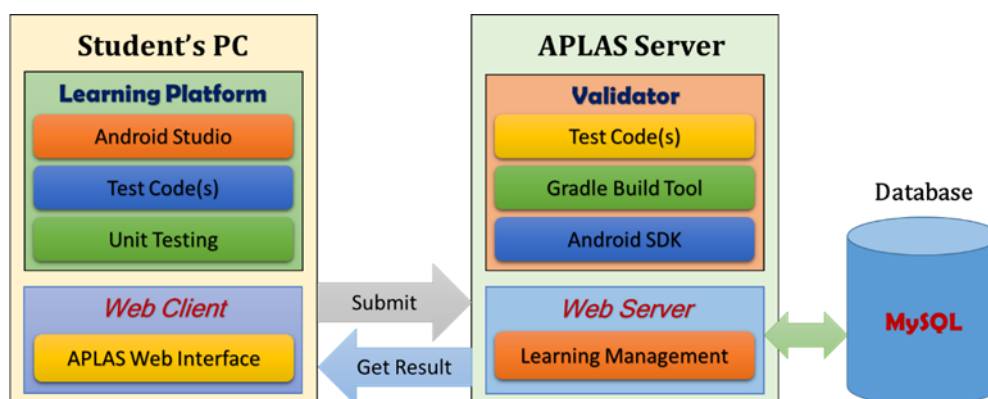 Student's PC
Learning Platform
Android Studio
Test Code(s)
Unit Testing
Web Client
APLAS Web Interface
Submit
Get Result
APLAS Server
Validator
Test Code(s)
Gradle Build Tool
Android SDK
Web Server
Learning Management
Database
MySQL